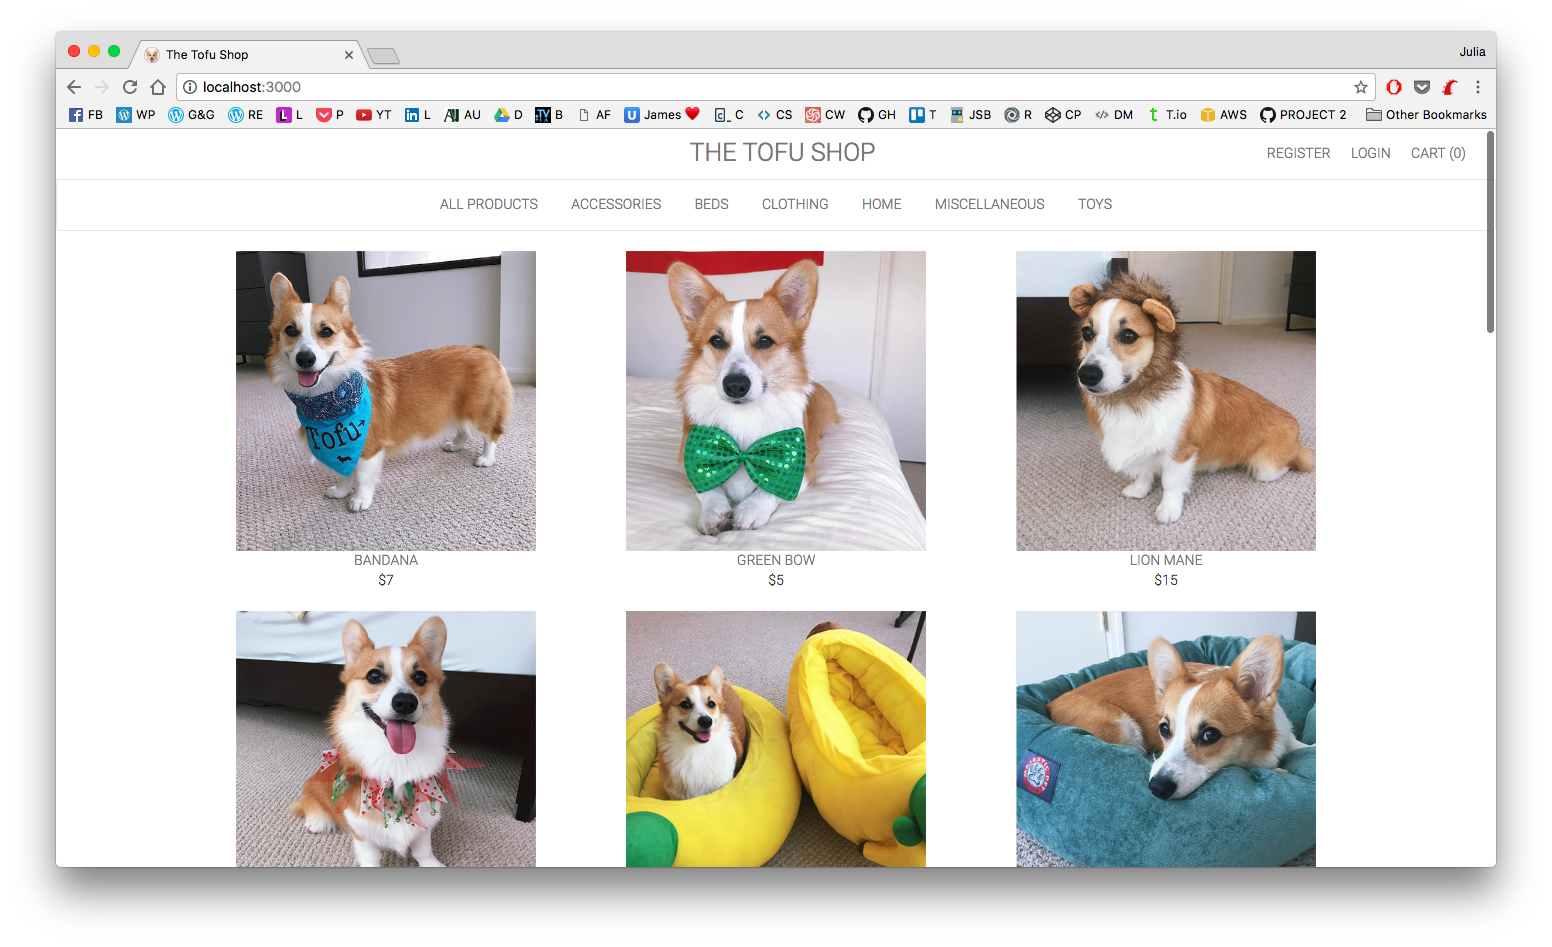 The Tofu Shop
Julia
localhost:3000
FB WP G&G RE L P YT L AU D B AF James CS CW GH T JSB R CP DM T.io AWS PROJECT 2 Other Bookmarks
THE TOFU SHOP
REGISTER LOGIN CART (0)
ALL PRODUCTS ACCESSORIES BEDS CLOTHING HOME MISCELLANEOUS TOYS
Tofu
BANDANA
$7
GREEN BOW
$5
LION MANE
$15